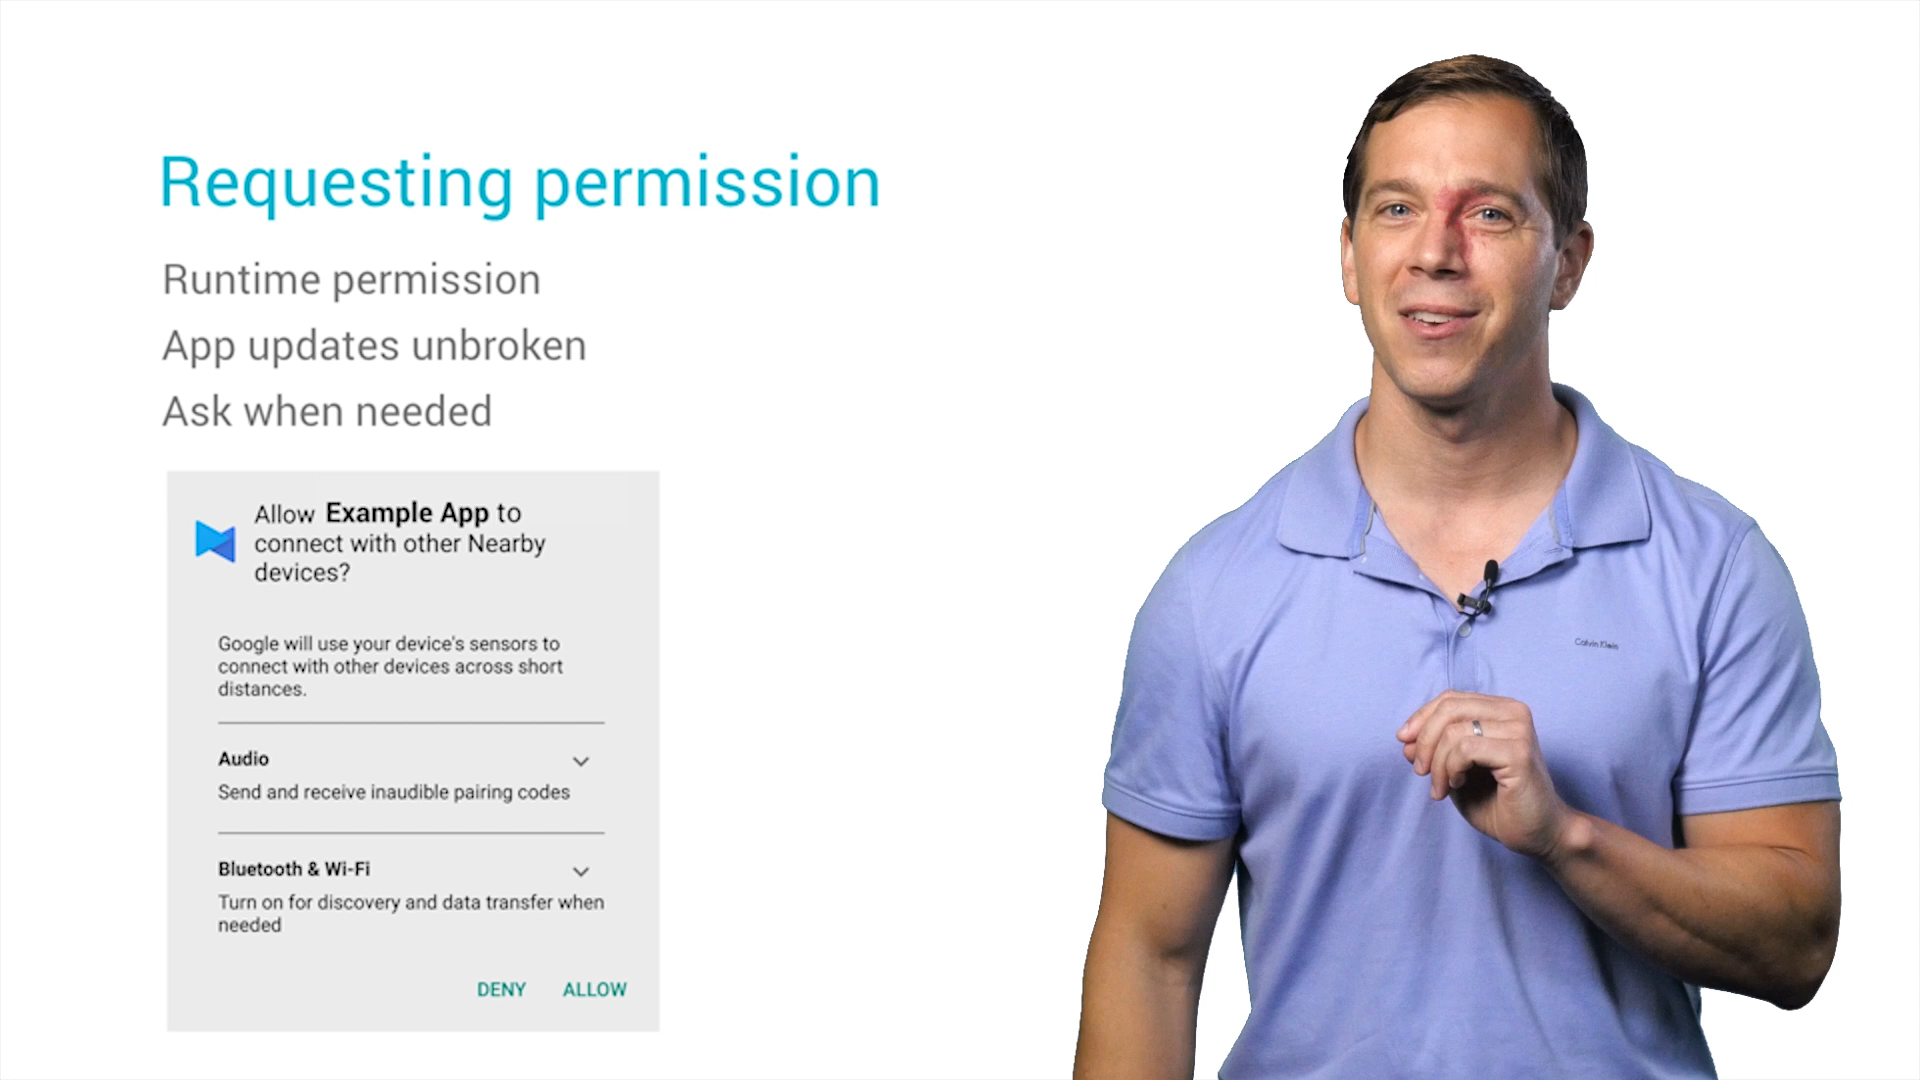 Requesting permission
Runtime permission
App updates unbroken
Ask when needed
Allow Example App to
connect with other Nearby
devices?
Google will use your device's sensors to
connect with other devices across short
distances.
Audio
Send and receive inaudible pairing codes
Bluetooth & Wi-Fi
Turn on for discovery and data transfer when
needed
DENY ALLOW
Calvin Klein